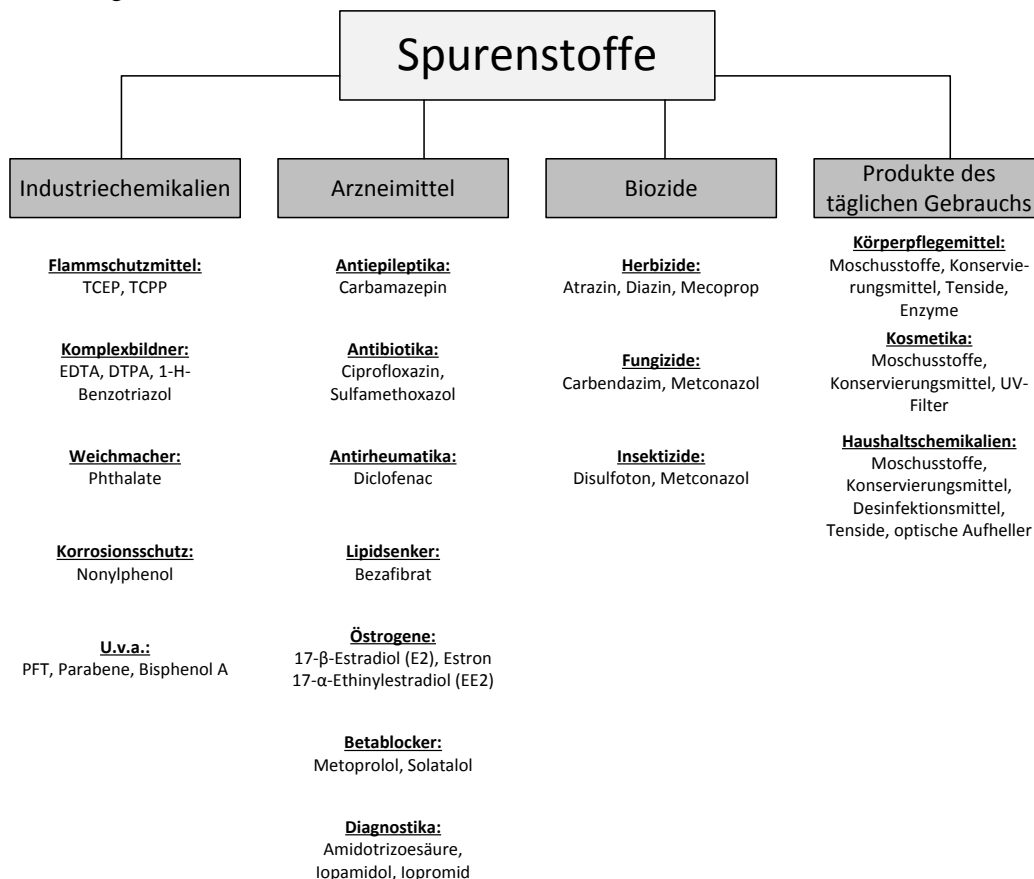 Spurenstoffe
Industriechemikalien
Flammschutzmittel:
TCEP, TCPP
Komplexbildner:
EDTA, DTPA, 1-H-
Benzotriazol
Weichmacher:
Phthalate
Korrosionsschutz:
Nonylphenol
U.v.a.:
PFT, Parabene, Bisphenol A
Arzneimittel
Antiepileptika:
Carbamazepin
Antibiotika:
Ciprofloxazin,
Sulfamethoxazol
Antirheumatika:
Diclofenac
Lipidsenker:
Bezafibrat
Östrogene:
17-β-Estradiol (E2), Estron
17-α-Ethinylestradiol (EE2)
Betablocker:
Metoprolol, Solatalol
Diagnostika:
Amidotrizoesäure,
Iopamidol, Iopromid
Biozide
Herbizide:
Atrazin, Diazin, Mecoprop
Fungizide:
Carbendazim, Metconazol
Insektizide:
Disulfoton, Metconazol
Produkte des
täglichen Gebrauchs
Körperpflegemittel:
Moschusstoffe, Konservie-
rungsmittel, Tenside,
Enzyme
Kosmetika:
Moschusstoffe,
Konservierungsmittel, UV-
Filter
Haushaltschemikalien:
Moschusstoffe,
Konservierungsmittel,
Desinfektionsmittel,
Tenside, optische Aufheller